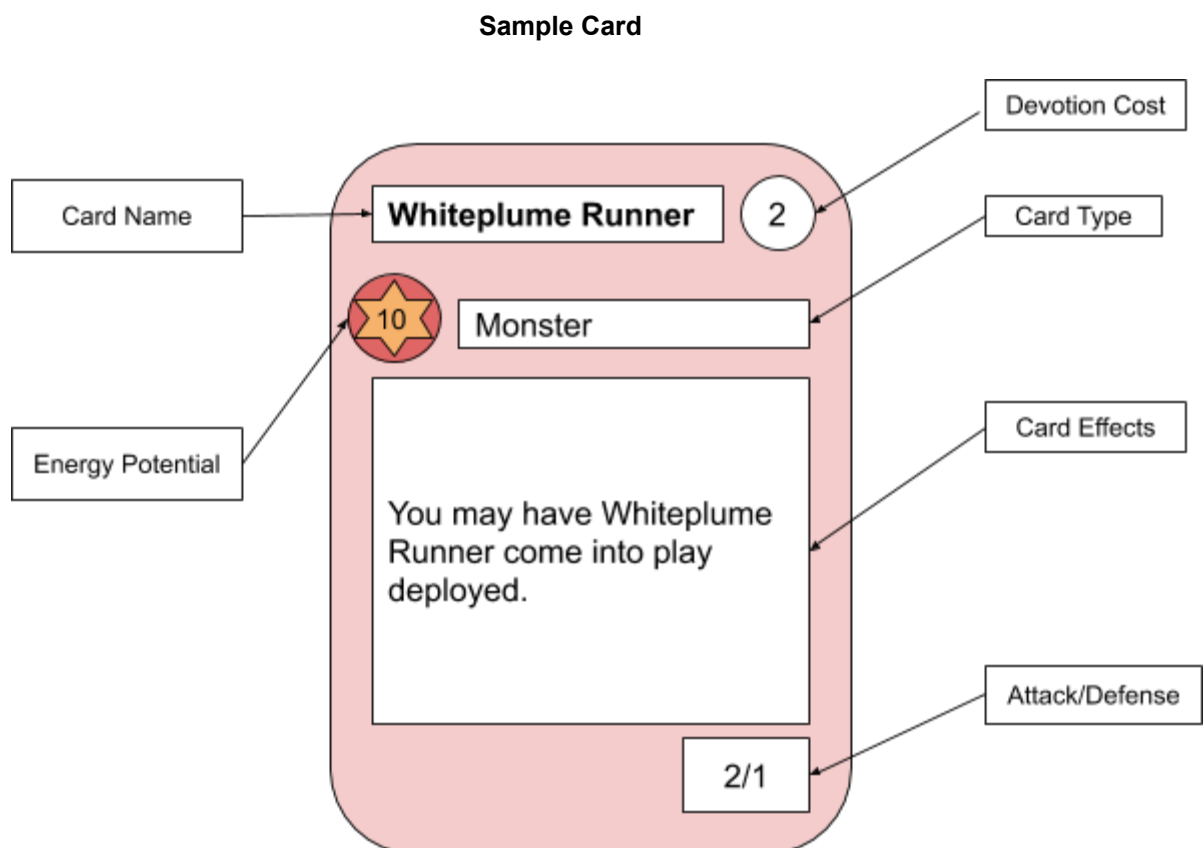 Sample Card
Devotion Cost
Card Name
Whiteplume Runner
2
Card Type
10
Monster
Energy Potential
Card Effects
You may have Whiteplume
Runner come into play
deployed.
Attack/Defense
2/1